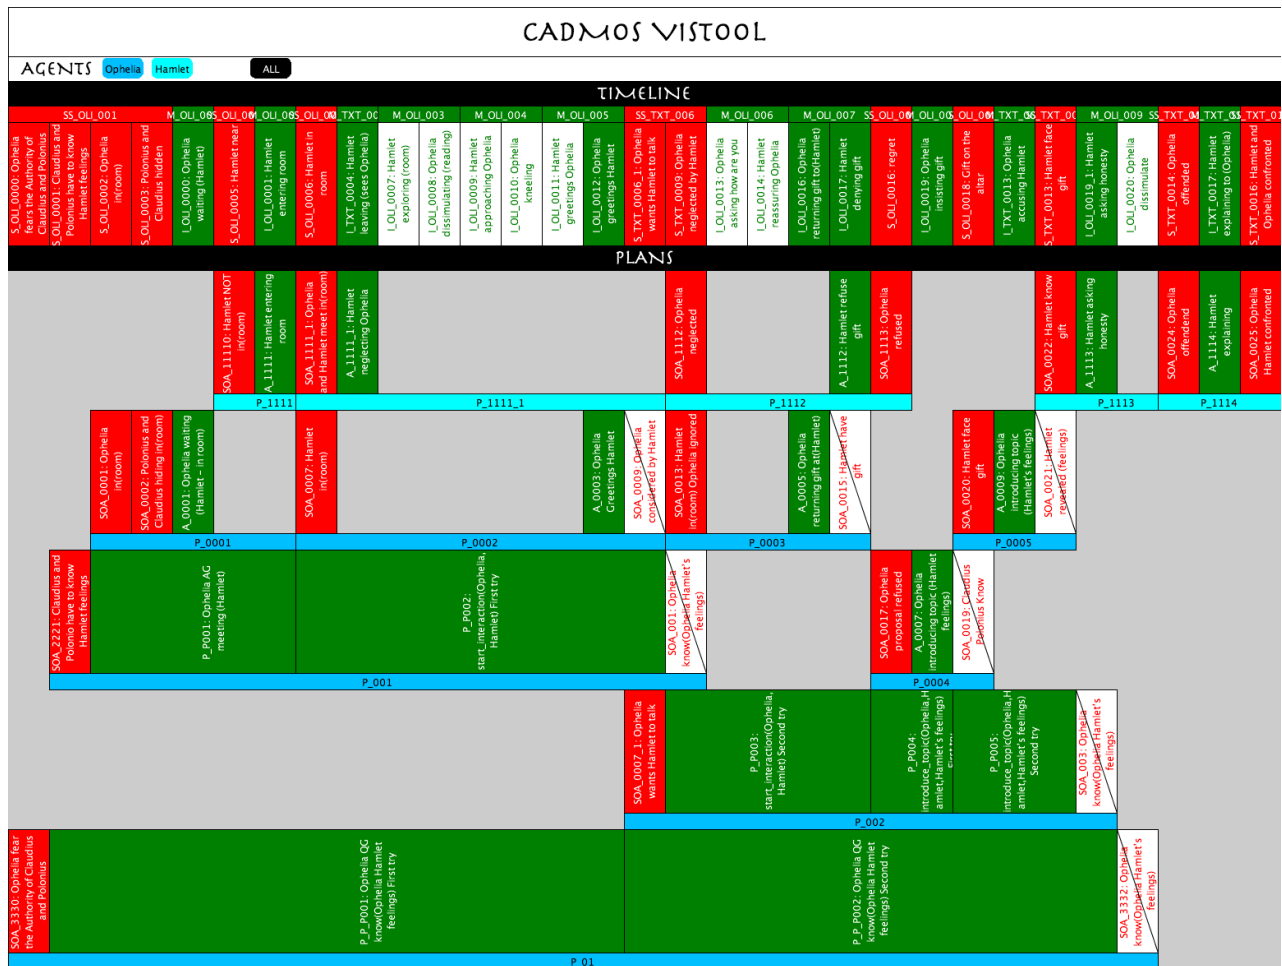 CADMOS VISTOOL
AGENTS
Ophelia
Hamlet
ALL
TIMELINE
SS_OLI_001
M_OLI_003
M_OLI_004
M_OLI_005
SS_TXT_006
M_OLI_006
M_OLI_007
M_OLI_009
S_OLI_0000: Ophelia
fears the Authority of
Claudius and Polonius
S_OLI_0001: Claudius and
Polonius have to know
Hamlet feelings
S_OLI_0002: Ophelia
in(room)
S_OLI_0003: Polonius and
Claudius hidden
I_OLI_0000: Ophelia
waiting (Hamlet)
S_OLI_0005: Hamlet near
I_OLI_0001: Hamlet
entering room
S_OLI_0006: Hamlet in
room
I_TXT_0004: Hamlet
leaving (sees Ophelia)
I_OLI_0007: Hamlet
exploring (room)
I_OLI_0008: Ophelia
dissimulating (reading)
I_OLI_0009: Hamlet
approaching Ophelia
I_OLI_0010: Ophelia
kneeling
I_OLI_0011: Hamlet
greetings Ophelia
I_OLI_0012: Ophelia
greetings Hamlet
S_TXT_0006_1: Ophelia
wants Hamlet to talk
S_TXT_0009: Ophelia
neglected by Hamlet
I_OLI_0013: Ophelia
asking how are you
I_OLI_0014: Hamlet
reassuring Ophelia
I_OLI_0016: Ophelia
returning gift to(Hamlet)
I_OLI_0017: Hamlet
denying gift
S_OLI_0016: regret
I_OLI_0019: Ophelia
insisting gift
S_OLI_0018: Gift on the
altar
I_TXT_0013: Ophelia
accusing Hamlet
S_TXT_0013: Hamlet face
gift
I_OLI_0019_1: Hamlet
asking honesty
I_OLI_0020: Ophelia
dissimulate
S_TXT_0014: Ophelia
offender
I_TXT_0017: Hamlet
explaining to (Ophelia)
S_TXT_0016: Hamlet and
Ophelia confronted
PLANS
SOA_11110: Hamlet NOT
in(room)
A_1111: Hamlet entering
room
SOA_1111_1: Ophelia
and Hamlet meet in(room)
A_1111_1: Hamlet
neglecting Ophelia
SOA_1112: Ophelia
neglected
A_1112: Hamlet refuse
gift
SOA_1113: Ophelia
refused
SOA_0022: Hamlet know
gift
A_1113: Hamlet asking
honesty
SOA_0024: Ophelia
offendend
A_1114: Hamlet
explaining
SOA_0025: Ophelia
Hamlet confronted
P_1111
P_1111_1
P_1112
P_1113
P_1114
SOA_0001: Ophelia
in(room)
SOA_0002: Polonius and
Claudius hiding in(room)
A_0001: Ophelia waiting
(Hamlet - in room)
SOA_0007: Hamlet
in(room)
A_0003: Ophelia
Greetings Hamlet
SOA_0009: Ophelia
considered by Hamlet
SOA_0013: Hamlet
in(room) Ophelia ignored
A_0005: Ophelia
returning gift at(Hamlet)
SOA_0015: Hamlet have
gift
SOA_0020: Hamlet face
gift
A_0009: Ophelia
introducing topic
(Hamlet's feelings)
SOA_0021: Hamlet
revealed (feelings)
P_0001
P_0002
P_0003
P_0005
SOA_2221: Claudius and
Polonio have to know
Hamlet feelings
P_P001: Ophelia AG
meeting (Hamlet)
P_P002:
start_interaction(Ophelia,
Hamlet) First try
SOA_001: Ophelia
know(Ophelia Hamlet's
feelings)
SOA_0017: Ophelia
proposal refused
A_0007: Ophelia
introducing topic (Hamlet
feelings)
SOA_0019: Claudius
Polonius Know
P_001
P_0004
SOA_0007_1: Ophelia
wants Hamlet to talk
P_P003:
start_interaction(Ophelia,
Hamlet) Second try
P_P004:
introduce_topic(Ophelia,H
amlet,Hamlet's feelings)
P_P005:
introduce_topic(Ophelia,H
amlet,Hamlet's feelings)
Second try
SOA_003: Ophelia
know(Ophelia Hamlet's
feelings)
P_002
SOA_3330: Ophelia fear
the Authority of Claudius
and Polonius
P_P_P001: Ophelia QG
know(Ophelia Hamlet
feelings) First try
P_P_P002: Ophelia QG
know(Ophelia Hamlet
feelings) Second try
SOA_3332: Ophelia
know(Ophelia Hamlet's
feelings)
P_01